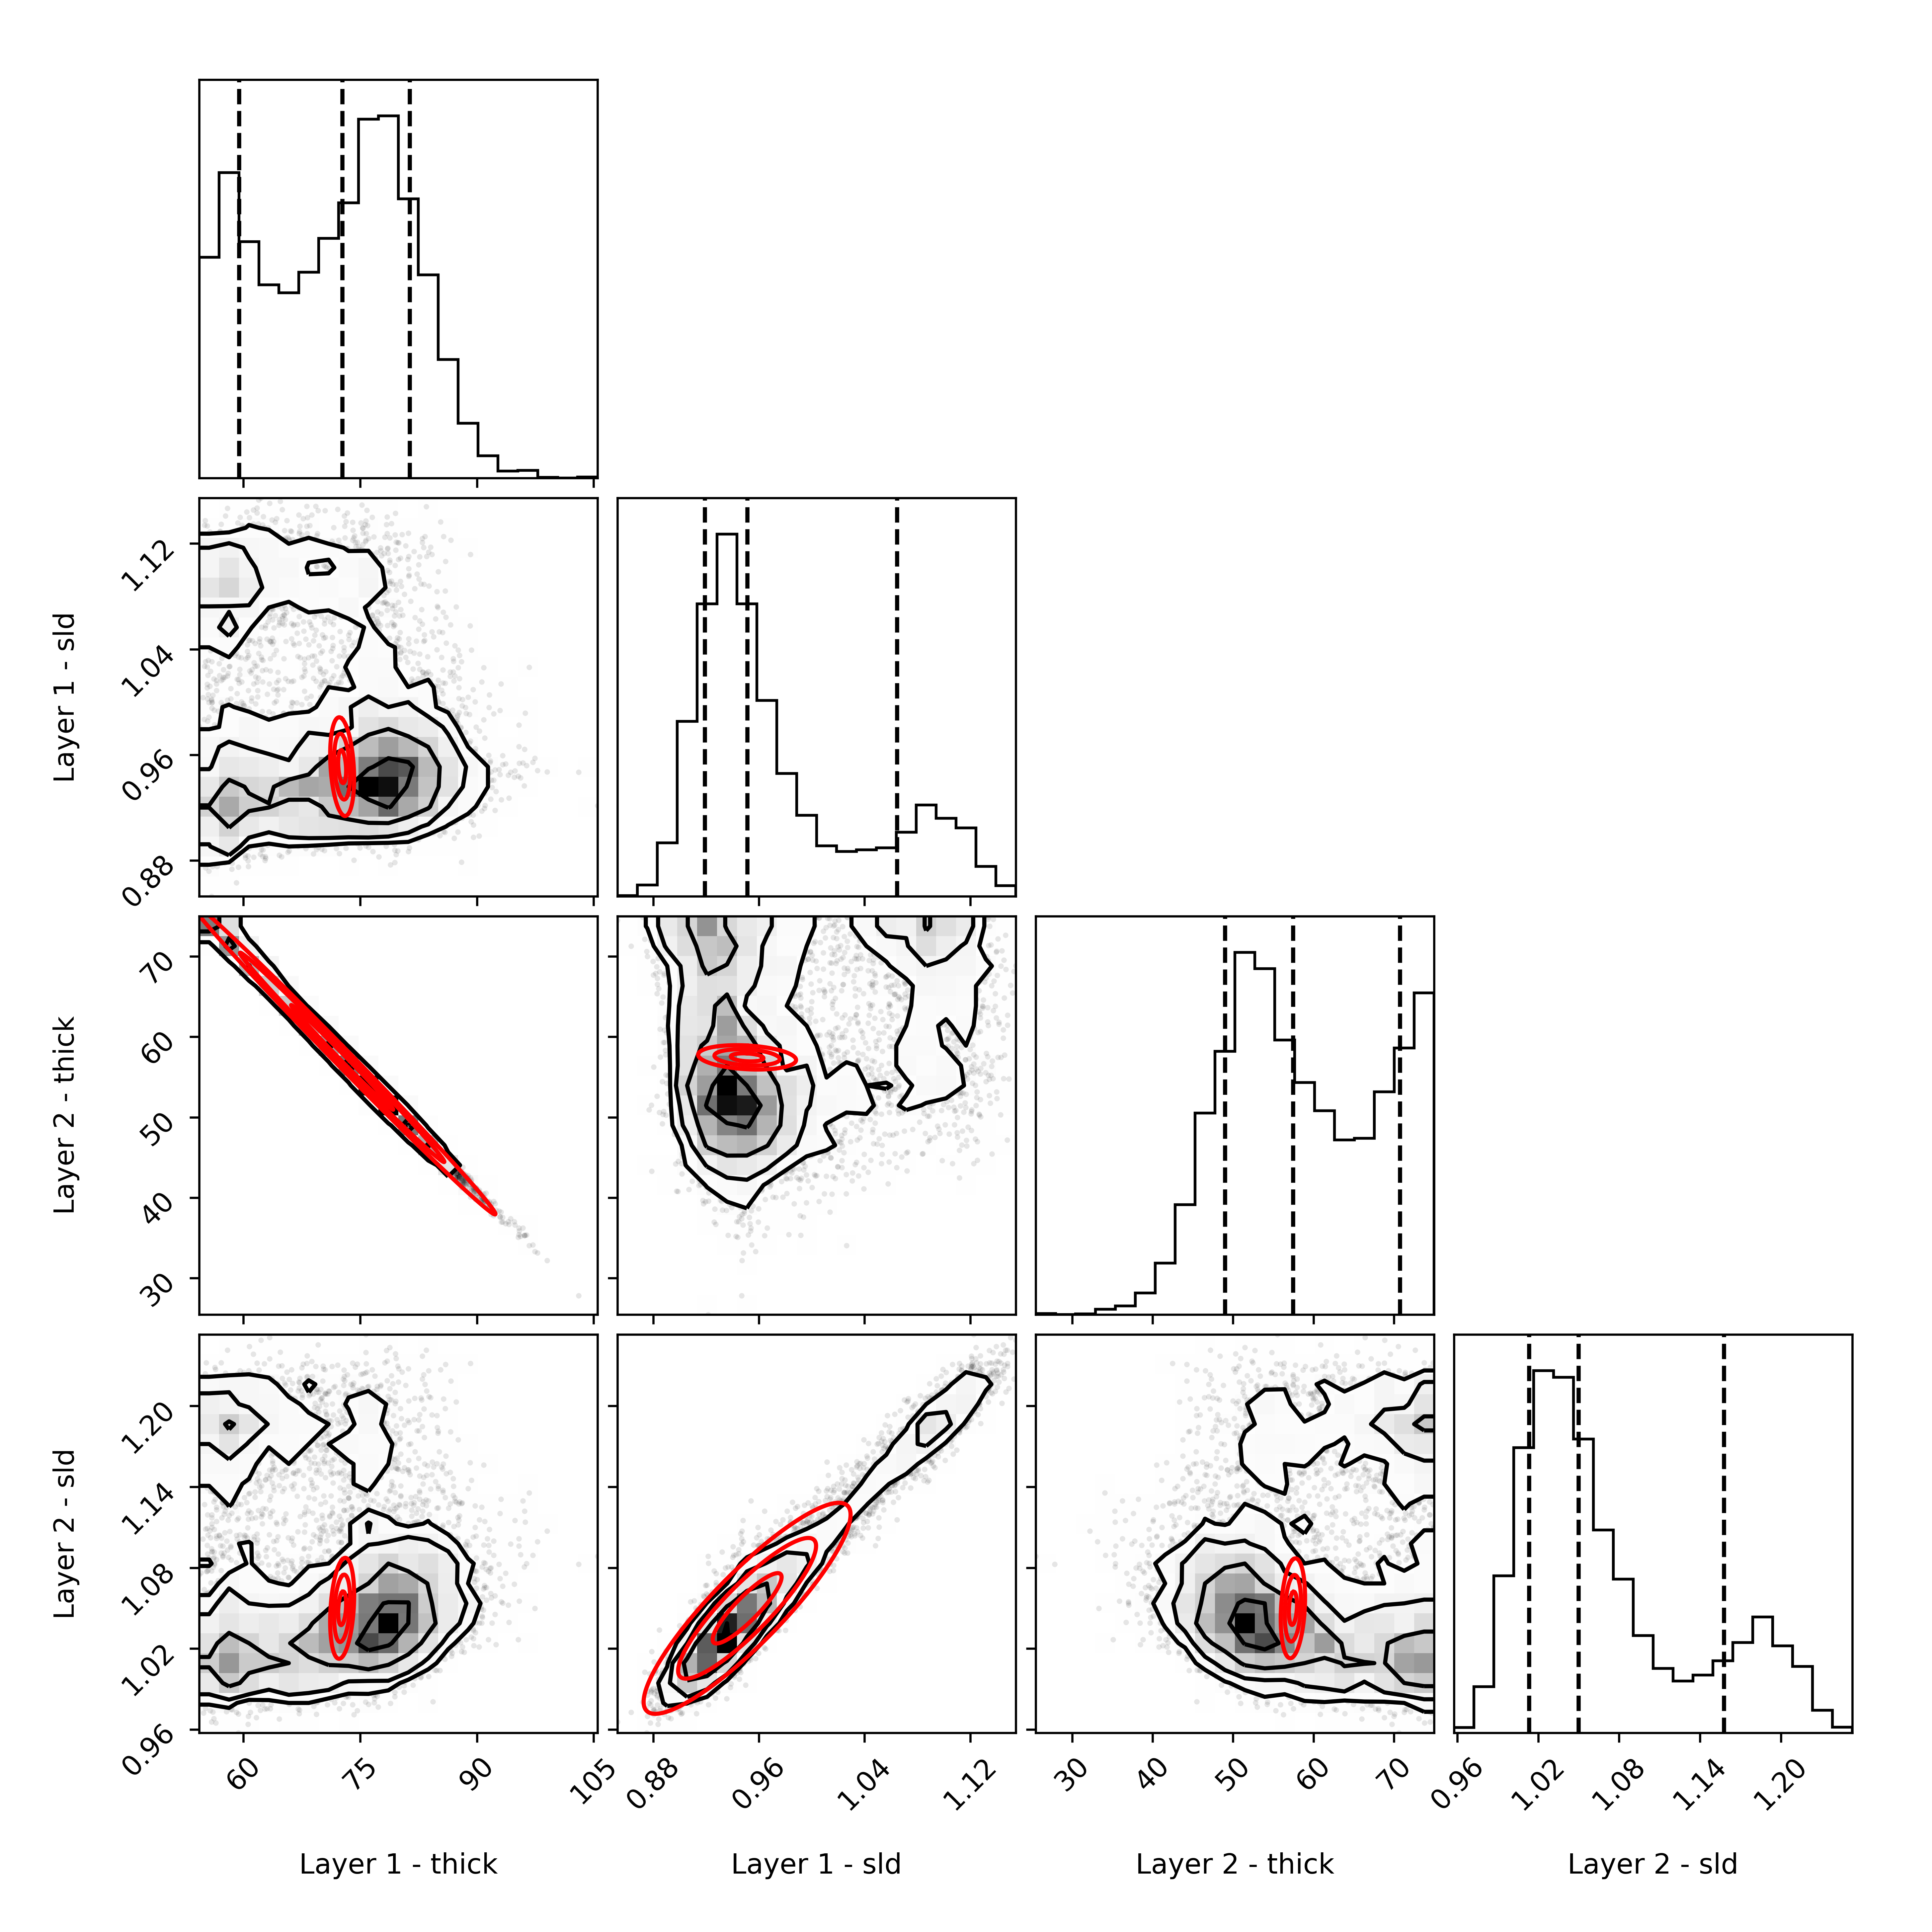 1.12
1.04
0.96
0.88
Layer 1 - sld
70
60
50
40
30
Layer 2 - thick
1.20
1.14
1.08
1.02
0.96
Layer 2 - sld
60 75 90 105
0.88 0.96 1.04 1.12
30 40 50 60 70
0.96 1.02 1.08 1.14 1.20
Layer 1 - thick
Layer 1 - sld
Layer 2 - thick
Layer 2 - sld